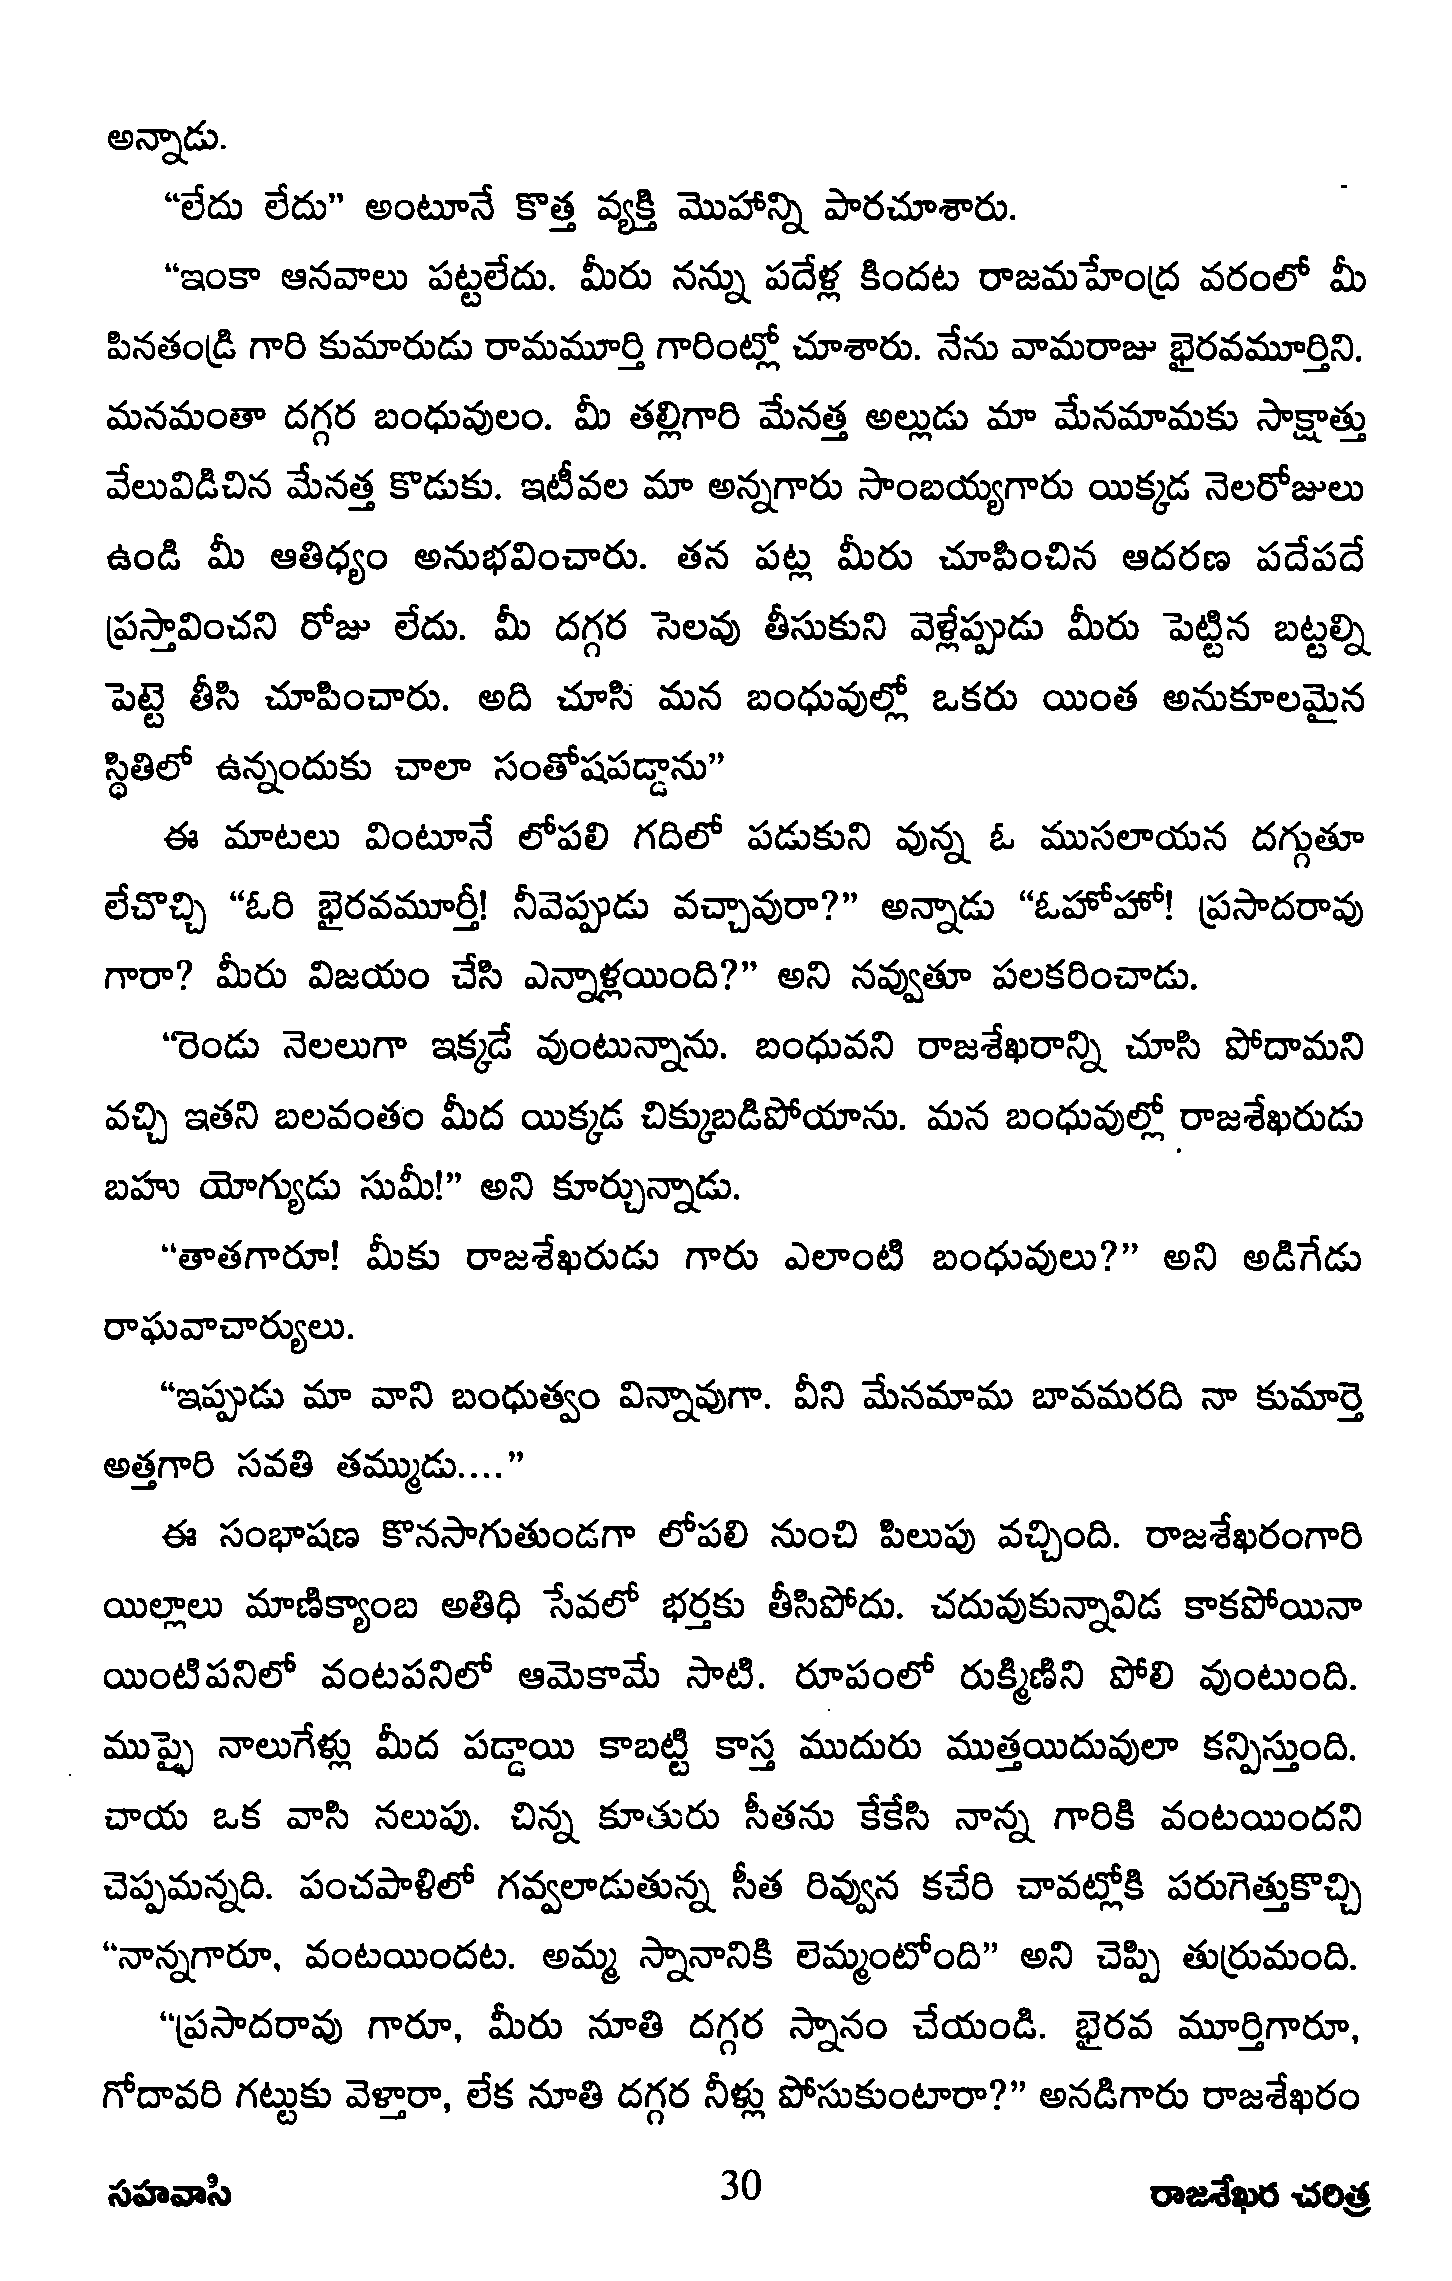 అన్నాడు.
“లేదు లేదు” అంటూనే కొత్త వ్యక్తి మొహాన్ని పారచూశారు.
“ఇంకా ఆనవాలు పట్టలేదు. మీరు నన్ను పదేళ్ల కిందట రాజమహేంద్ర వరంలో మీ
పినతండ్రి గారి కుమారుడు రామమూర్తి గారింట్లో చూశారు. నేను వామరాజు భైరవమూర్తిని.
మనమంతా దగ్గర బంధువులం. మీ తల్లిగారి మేనత్త అల్లుడు మా మేనమామకు సాక్షాత్తు
వేలువిడిచిన మేనత్త కొడుకు. ఇటీవల మా అన్నగారు సాంబయ్యగారు యిక్కడ నెలరోజులు
ఉండి మీ ఆతిధ్యం అనుభవించారు. తన పట్ల మీరు చూపించిన ఆదరణ పదేపదే
ప్రస్తావించని రోజు లేదు. మీ దగ్గర సెలవు తీసుకుని వెళ్లేప్పుడు మీరు పెట్టిన బట్టల్ని
పెట్టె తీసి చూపించారు. అది చూసి మన బంధువుల్లో ఒకరు యింత అనుకూలమైన
స్థితిలో ఉన్నందుకు చాలా సంతోషపడ్డాను”
ఈ మాటలు వింటూనే లోపలి గదిలో పడుకుని వున్న ఓ ముసలాయన దగ్గుతూ
లేచొచ్చి “ఓరి భైరవమూర్తీ! నీవెప్పుడు వచ్చావురా?” అన్నాడు “ఓహోహో! ప్రసాదరావు
గారా? మీరు విజయం చేసి ఎన్నాళ్లయింది?” అని నవ్వుతూ పలకరించాడు.
“రెండు నెలలుగా ఇక్కడే వుంటున్నాను. బంధువని రాజశేఖరాన్ని చూసి పోదామని
వచ్చి ఇతని బలవంతం మీద యిక్కడ చిక్కుబడిపోయాను. మన బంధువుల్లో రాజశేఖరుడు
బహు యోగ్యుడు సుమీ!” అని కూర్చున్నాడు.
“తాతగారూ! మీకు రాజశేఖరుడు గారు ఎలాంటి బంధువులు?” అని అడిగేడు
రాఘవాచార్యులు.
“ఇప్పుడు మా వాని బంధుత్వం విన్నావుగా. వీని మేనమామ బావమరది నా కుమార్తె
అత్తగారి సవతి తమ్ముడు....”
ఈ సంభాషణ కొనసాగుతుండగా లోపలి నుంచి పిలుపు వచ్చింది. రాజశేఖరంగారి
యిల్లాలు మాణిక్యాంబ అతిధి సేవలో భర్తకు తీసిపోదు. చదువుకున్నావిడ కాకపోయినా
యింటిపనిలో వంటపనిలో ఆమెకామే సాటి. రూపంలో రుక్మిణిని పోలి వుంటుంది.
ముప్ఫై నాలుగేళ్లు మీద పడ్డాయి కాబట్టి కాస్త ముదురు ముత్తయిదువులా కన్పిస్తుంది.
చాయ ఒక వాసి నలుపు. చిన్న కూతురు సీతను కేకేసి నాన్న గారికి వంటయిందని
చెప్పమన్నది. పంచపాళిలో గవ్వలాడుతున్న సీత రివ్వున కచేరి చావట్లోకి పరుగెత్తుకొచ్చి
“నాన్నగారూ, వంటయిందట. అమ్మ స్నానానికి లెమ్మంటోంది” అని చెప్పి తుర్రుమంది.
“ప్రసాదరావు గారూ, మీరు నూతి దగ్గర స్నానం చేయండి. భైరవ మూర్తిగారూ,
గోదావరి గట్టుకు వెళ్తారా, లేక నూతి దగ్గర నీళ్లు పోసుకుంటారా?” అనడిగారు రాజశేఖరం
సహవాసి 30 రాజశేఖర చరిత్ర